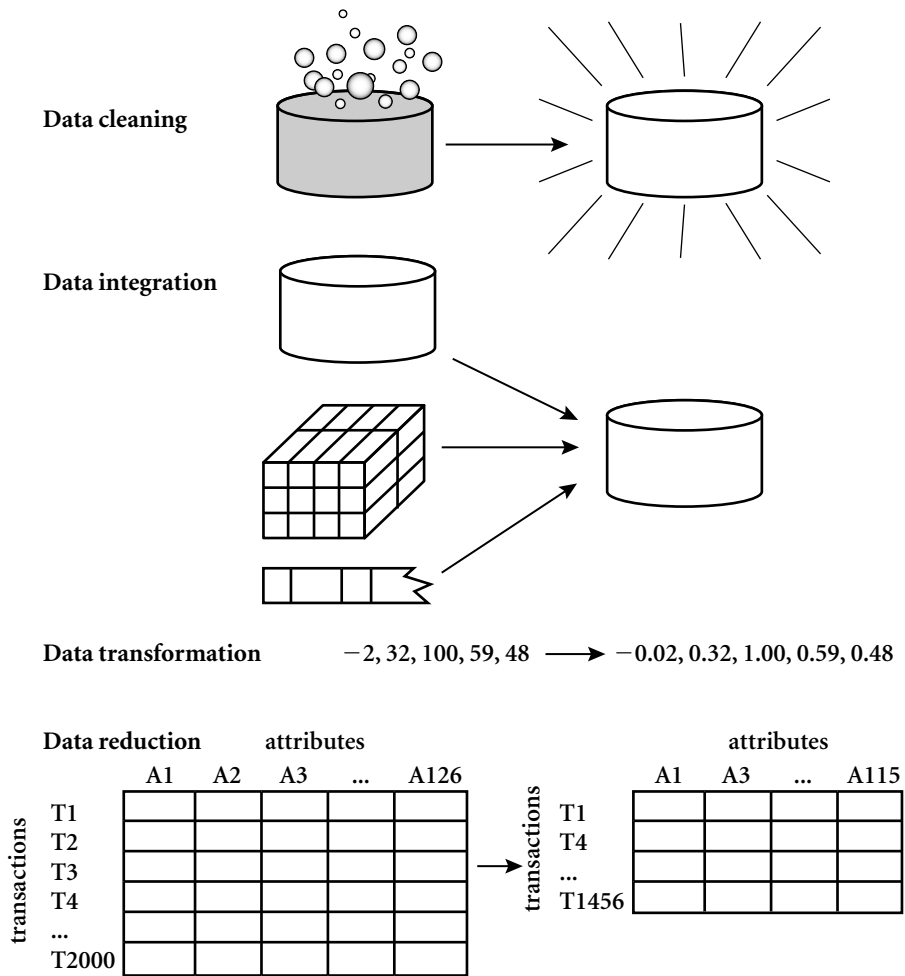 Data cleaning
Data integration
Data transformation −2, 32, 100, 59, 48 −0.02, 0.32, 1.00, 0.59, 0.48
Data reduction attributes
A1 A2 A3 ... A126
transactions
T1
T2
T3
T4
...
T2000
attributes
A1 A3 ... A115
transactions
T1
T4
...
T1456